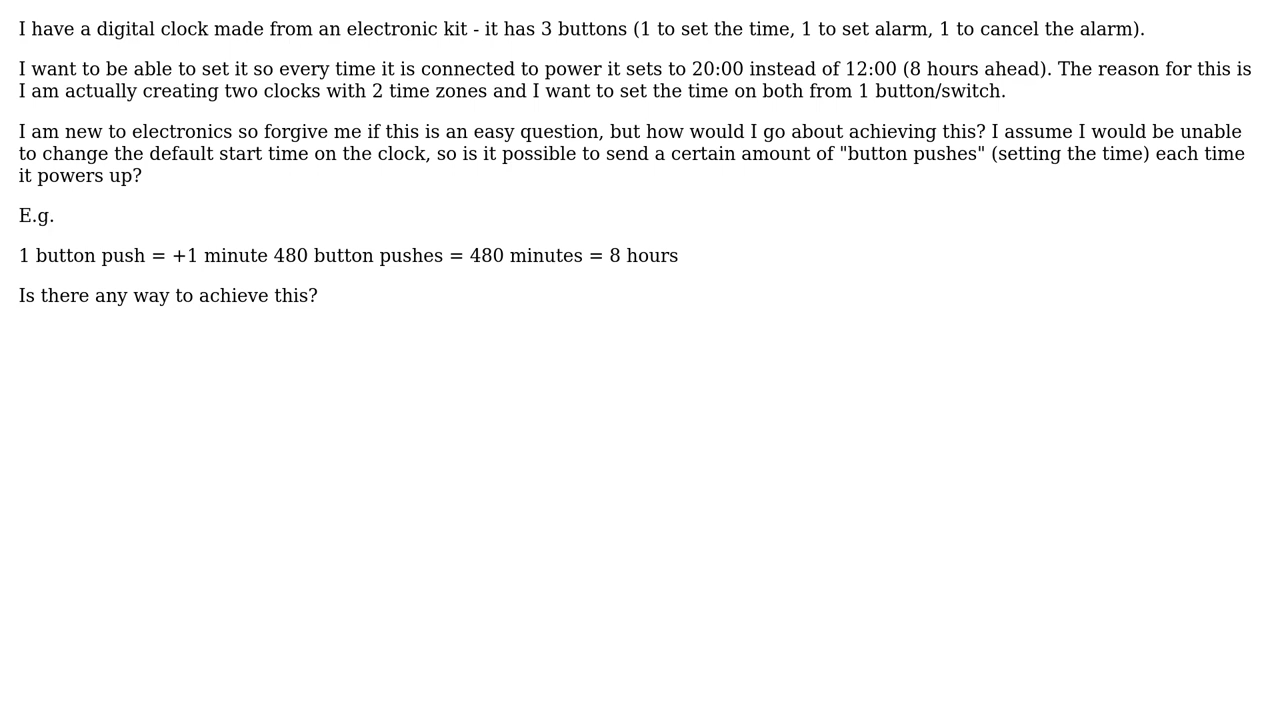 I have a digital clock made from an electronic kit - it has 3 buttons (1 to set the time, 1 to set alarm, 1 to cancel the alarm).
I want to be able to set it so every time it is connected to power it sets to 20:00 instead of 12:00 (8 hours ahead). The reason for this is
I am actually creating two clocks with 2 time zones and I want to set the time on both from 1 button/switch.
I am new to electronics so forgive me if this is an easy question, but how would I go about achieving this? I assume I would be unable
to change the default start time on the clock, so is it possible to send a certain amount of "button pushes" (setting the time) each time
it powers up?
E.g.
1 button push = +1 minute 480 button pushes = 480 minutes = 8 hours
Is there any way to achieve this?